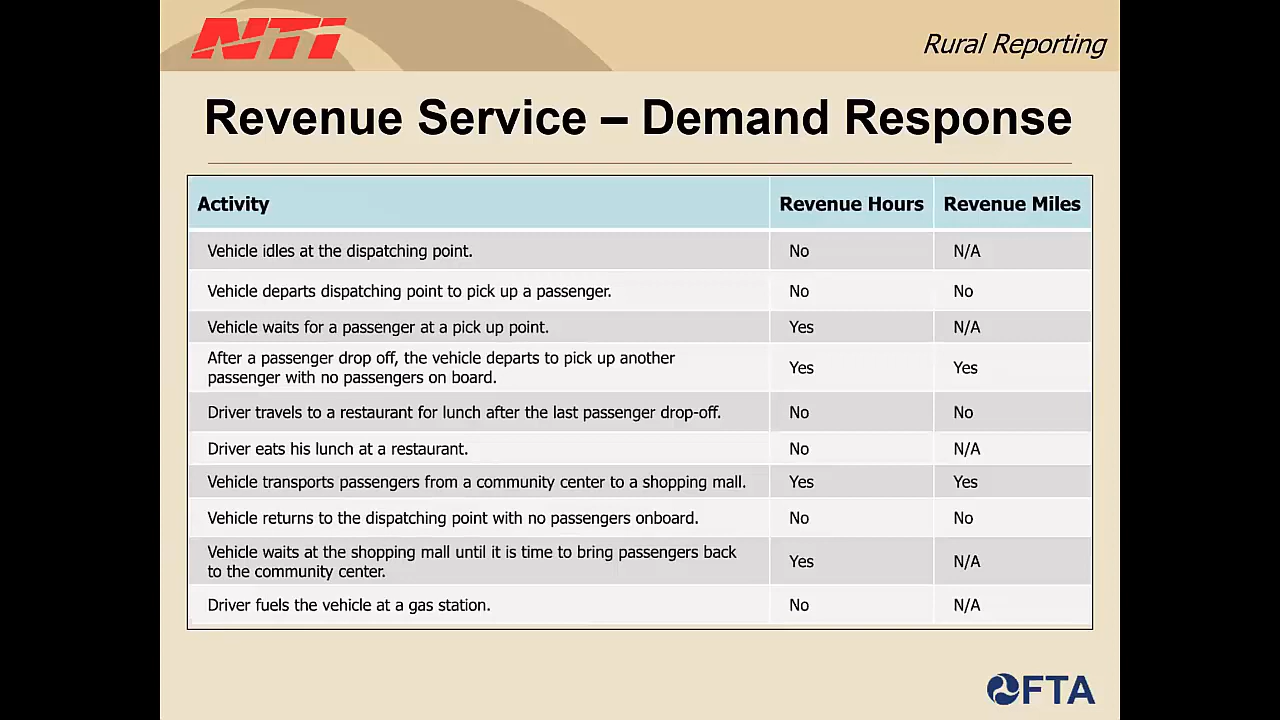 NTI
Rural Reporting
Revenue Service – Demand Response
Activity Revenue Hours Revenue Miles
Vehicle idles at the dispatching point. No N/A
Vehicle departs dispatching point to pick up a passenger. No No
Vehicle waits for a passenger at a pick up point. Yes N/A
After a passenger drop off, the vehicle departs to pick up another
passenger with no passengers on board. Yes Yes
Driver travels to a restaurant for lunch after the last passenger drop-off. No No
Driver eats his lunch at a restaurant. No N/A
Vehicle transports passengers from a community center to a shopping mall. Yes Yes
Vehicle returns to the dispatching point with no passengers onboard. No No
Vehicle waits at the shopping mall until it is time to bring passengers back
to the community center. Yes N/A
Driver fuels the vehicle at a gas station. No N/A
FTA